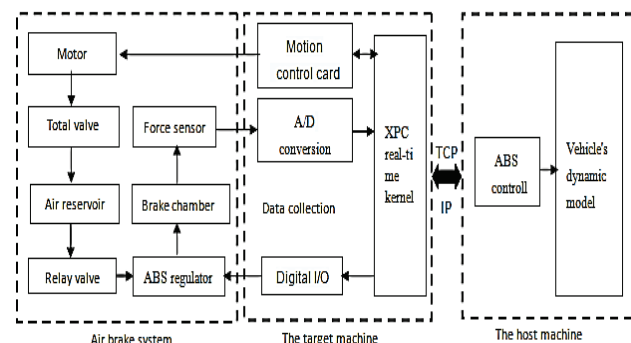 Motor
Total valve
Air reservoir
Relay valve
Force sensor
Brake chamber
ABS regulator
Air brake system
Motion
control card
A/D
conversion
Data collection
Digital I/O
XPC
real-ti
me
kernel
The target machine
TCP
IP
ABS
controll
Vehicle's
dynamic
model
The host machine